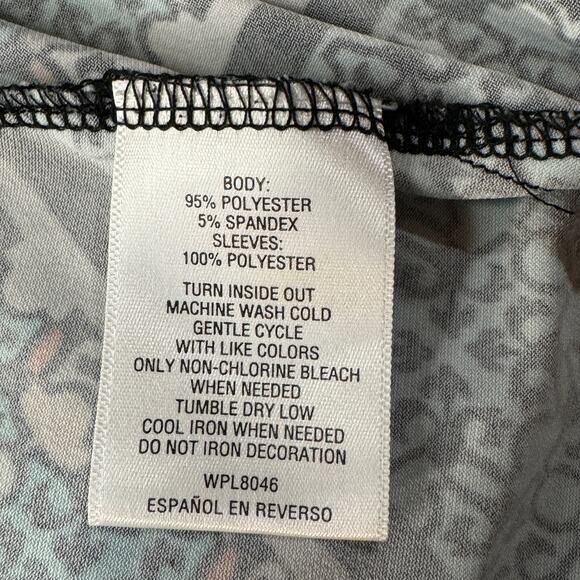 BODY:
95% POLYESTER
5% SPANDEX
SLEEVES:
100% POLYESTER
TURN INSIDE OUT
MACHINE WASH COLD
GENTLE CYCLE
WITH LIKE COLORS
ONLY NON-CHLORINE BLEACH
WHEN NEEDED
TUMBLE DRY LOW
COOL IRON WHEN NEEDED
DO NOT IRON DECORATION
WPL8046
ESPAÑOL EN REVERSO